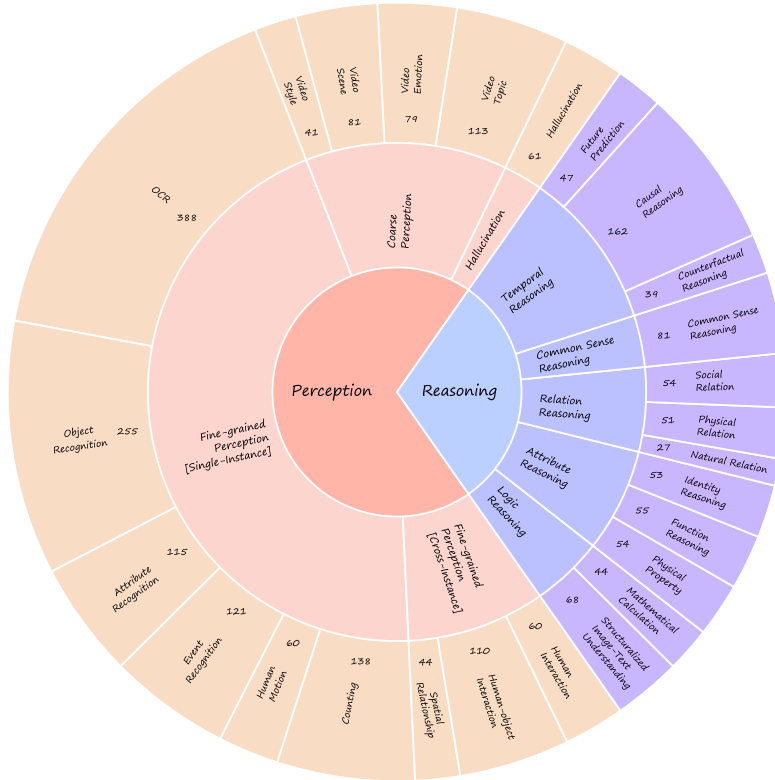 Perception
Reasoning
Coarse
Perception
Hallucination
Temporal
Reasoning
Common Sense
Reasoning
Relation
Reasoning
Attribute
Reasoning
Logic
Reasoning
Fine-grained
Perception
[Cross-Instance]
Fine-grained
Perception
[Single-Instance]
Video
Style
41
Video
Scene
81
Video
Emotion
79
Video
Topic
113
Hallucination
61
Future
Prediction
47
Causal
Reasoning
162
Counterfactual
Reasoning
39
Common Sense
Reasoning
81
Social
Relation
54
Physical
Relation
51
Natural Relation
27
Identity
Reasoning
53
Function
Reasoning
55
Physical
Property
54
Mathematical
Calculation
44
Structuralized
Image-Text
Understanding
68
Human
Interaction
60
Human-object
Interaction
110
Spatial
Relationship
44
Counting
138
Human
Motion
60
Event
Recognition
121
Attribute
Recognition
115
Object
Recognition
255
OCR
388